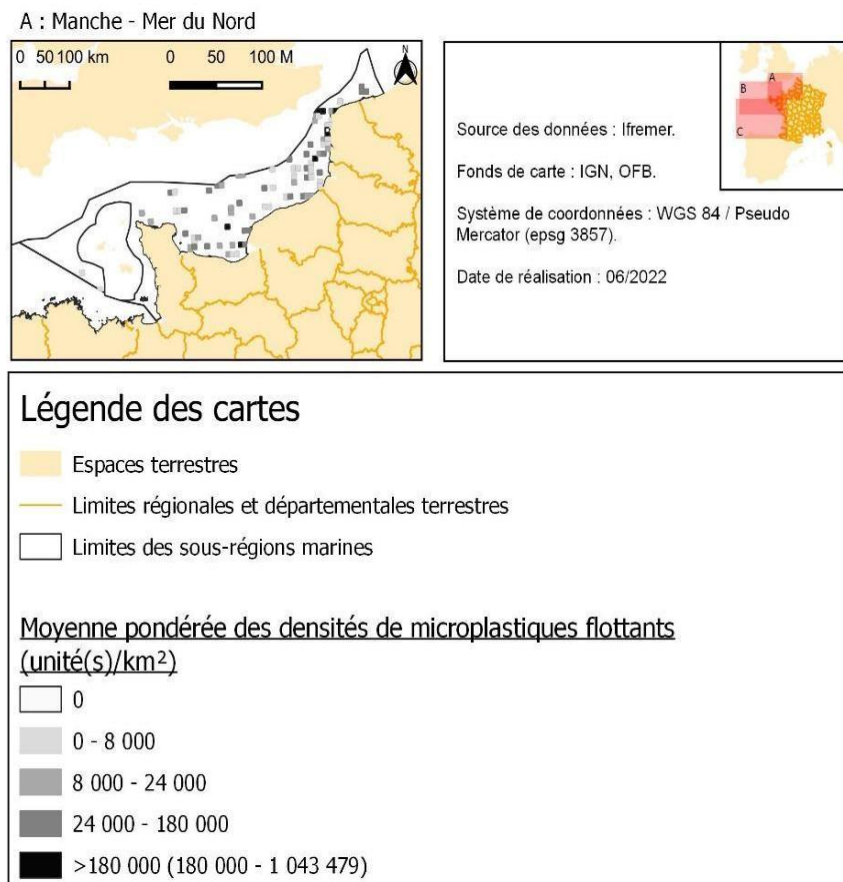 A : Manche - Mer du Nord
0 50 100 km
0 50 100 M
N
A
B
C
Source des données : Ifremer.
Fonds de carte : IGN, OFB.
Système de coordonnées : WGS 84 / Pseudo
Mercator (epsg 3857).
Date de réalisation : 06/2022
Légende des cartes
Espaces terrestres
Limites régionales et départementales terrestres
Limites des sous-régions marines
Moyenne pondérée des densités de microplastiques flottants
(unité(s)/km²)
0
0 - 8 000
8 000 - 24 000
24 000 - 180 000
>180 000 (180 000 - 1 043 479)